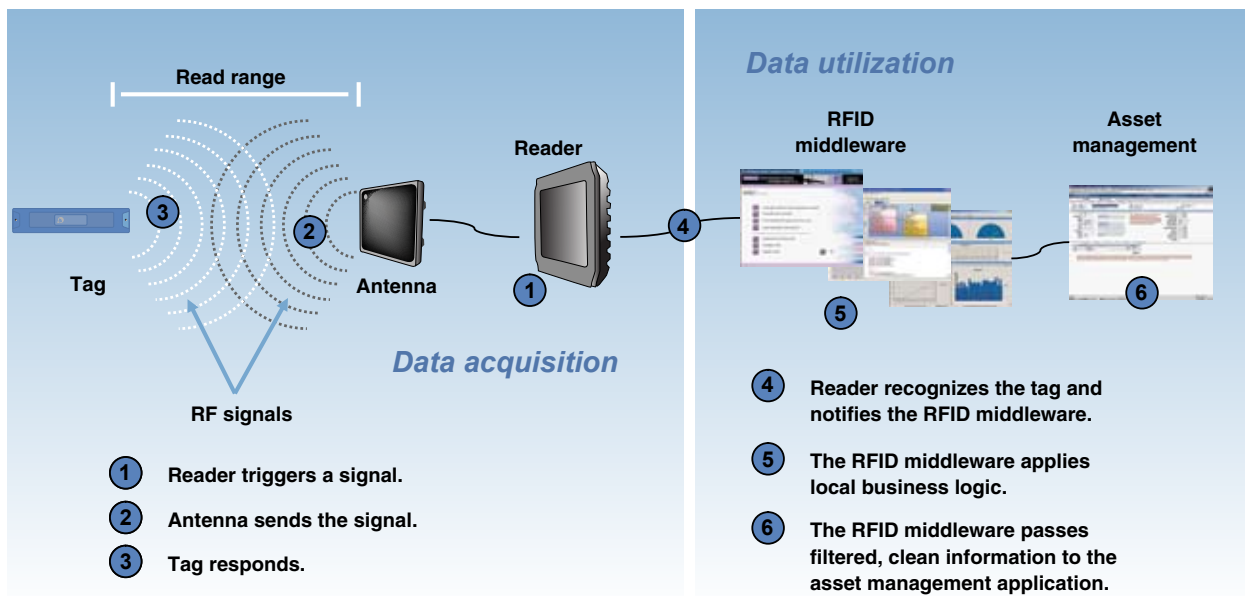 Read range
Reader
3
2
4
Tag
Antenna
1
Data acquisition
RF signals
1 Reader triggers a signal.
2 Antenna sends the signal.
3 Tag responds.
Data utilization
RFID
middleware
Asset
management
5
6
4 Reader recognizes the tag and
notifies the RFID middleware.
5 The RFID middleware applies
local business logic.
6 The RFID middleware passes
filtered, clean information to the
asset management application.